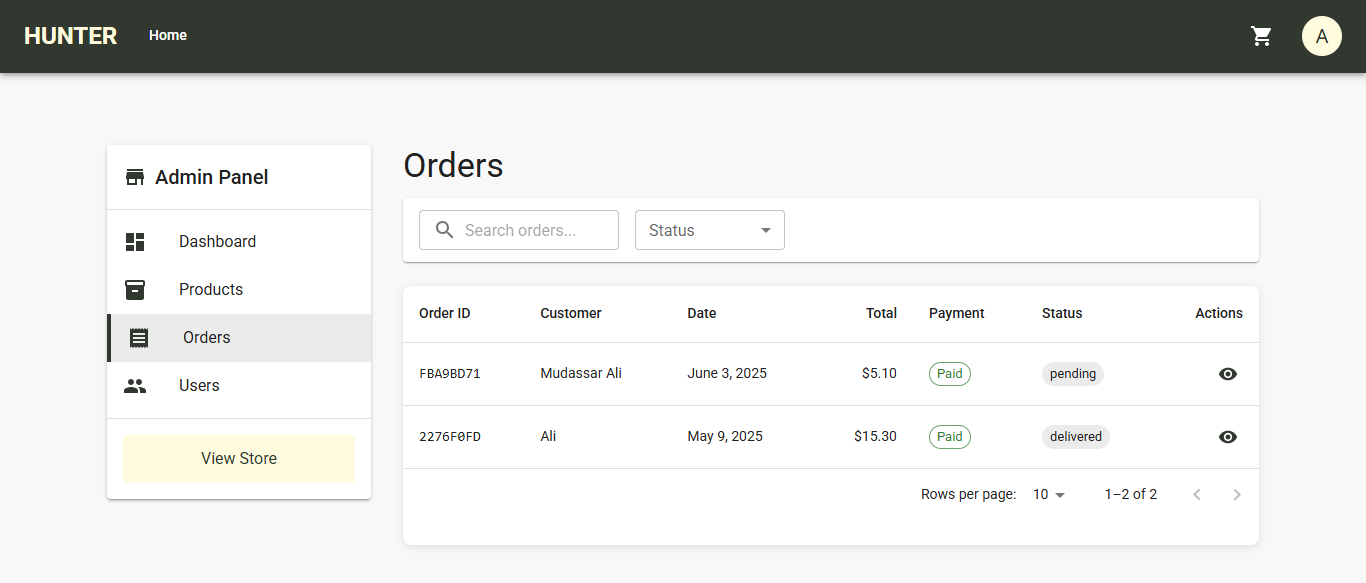 HUNTER Home A
Admin Panel
Dashboard
Products
Orders
Users
View Store
Orders
Search orders... Status
Order ID Customer Date Total Payment Status Actions
FBA9BD71 Mudassar Ali June 3, 2025 $5.10 Paid pending
2276F0FD Ali May 9, 2025 $15.30 Paid delivered
Rows per page: 10 1–2 of 2